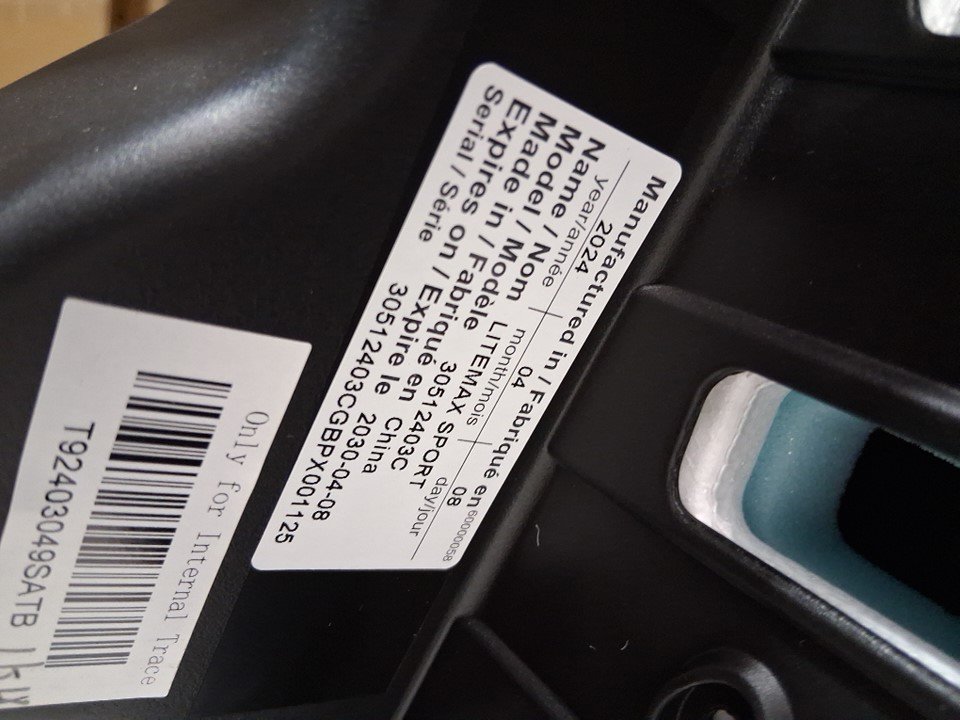 Manufactured in / Fabriqué en 60000058
year/année month/mois day/jour
2024 04 08
Name / Nom LITEMAX SPORT
Model / Modèle 30512403C
Made in / Fabriqué en China
Expires on / Expire le 2030-04-08
Serial / Série 30512403CGBPX001125
Only for Internal Trace
T92403049SATB